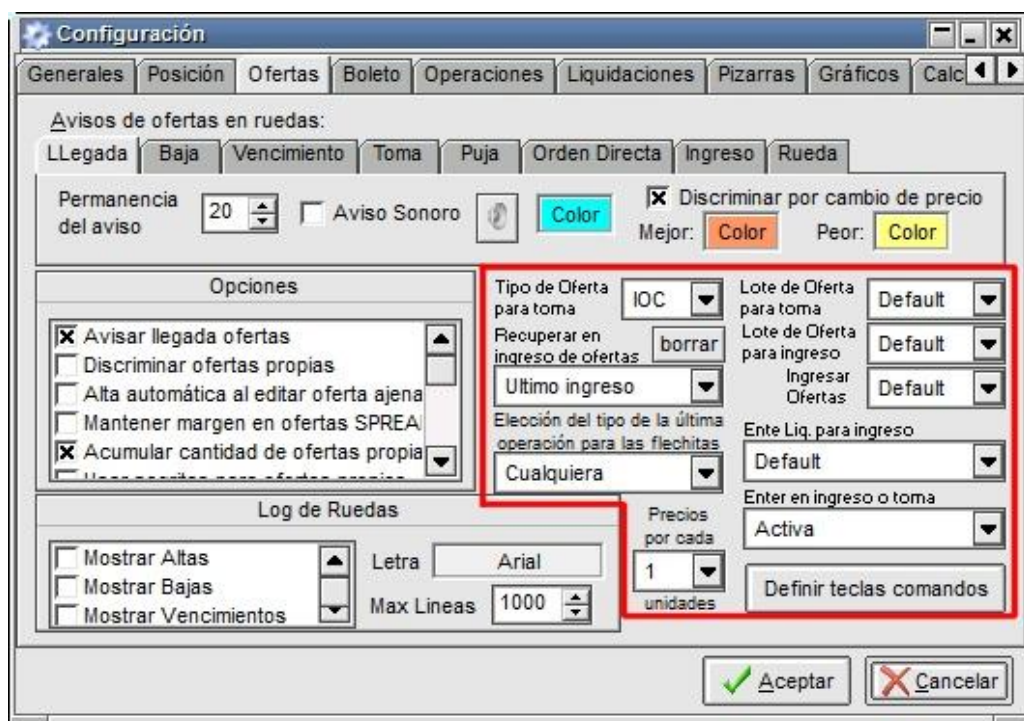 Configuración
Generales Posición Ofertas Boleto Operaciones Liquidaciones Pizarras Gráficos Calc
Avisos de ofertas en ruedas:
LLegada Baja Vencimiento Toma Puja Orden Directa Ingreso Rueda
Permanencia
del aviso
20
Aviso Sonoro
Color
Discriminar por cambio de precio
Mejor: Color Peor: Color
Opciones
Avisar llegada ofertas
Discriminar ofertas propias
Alta automática al editar oferta ajena
Mantener margen en ofertas SPREA
Acumular cantidad de ofertas propia
Tipo de Oferta
para toma
IOC
Recuperar en
ingreso de ofertas
borrar
Ultimo ingreso
Elección del tipo de la última
operación para las flechitas
Cualquiera
Lote de Oferta
para toma
Default
Lote de Oferta
para ingreso
Default
Ingresar
Ofertas
Default
Ente Liq. para ingreso
Default
Enter en ingreso o toma
Activa
Precios
por cada
1
unidades
Definir teclas comandos
Log de Ruedas
Mostrar Altas
Mostrar Bajas
Mostrar Vencimientos
Letra Arial
Max Lineas 1000
Aceptar Cancelar